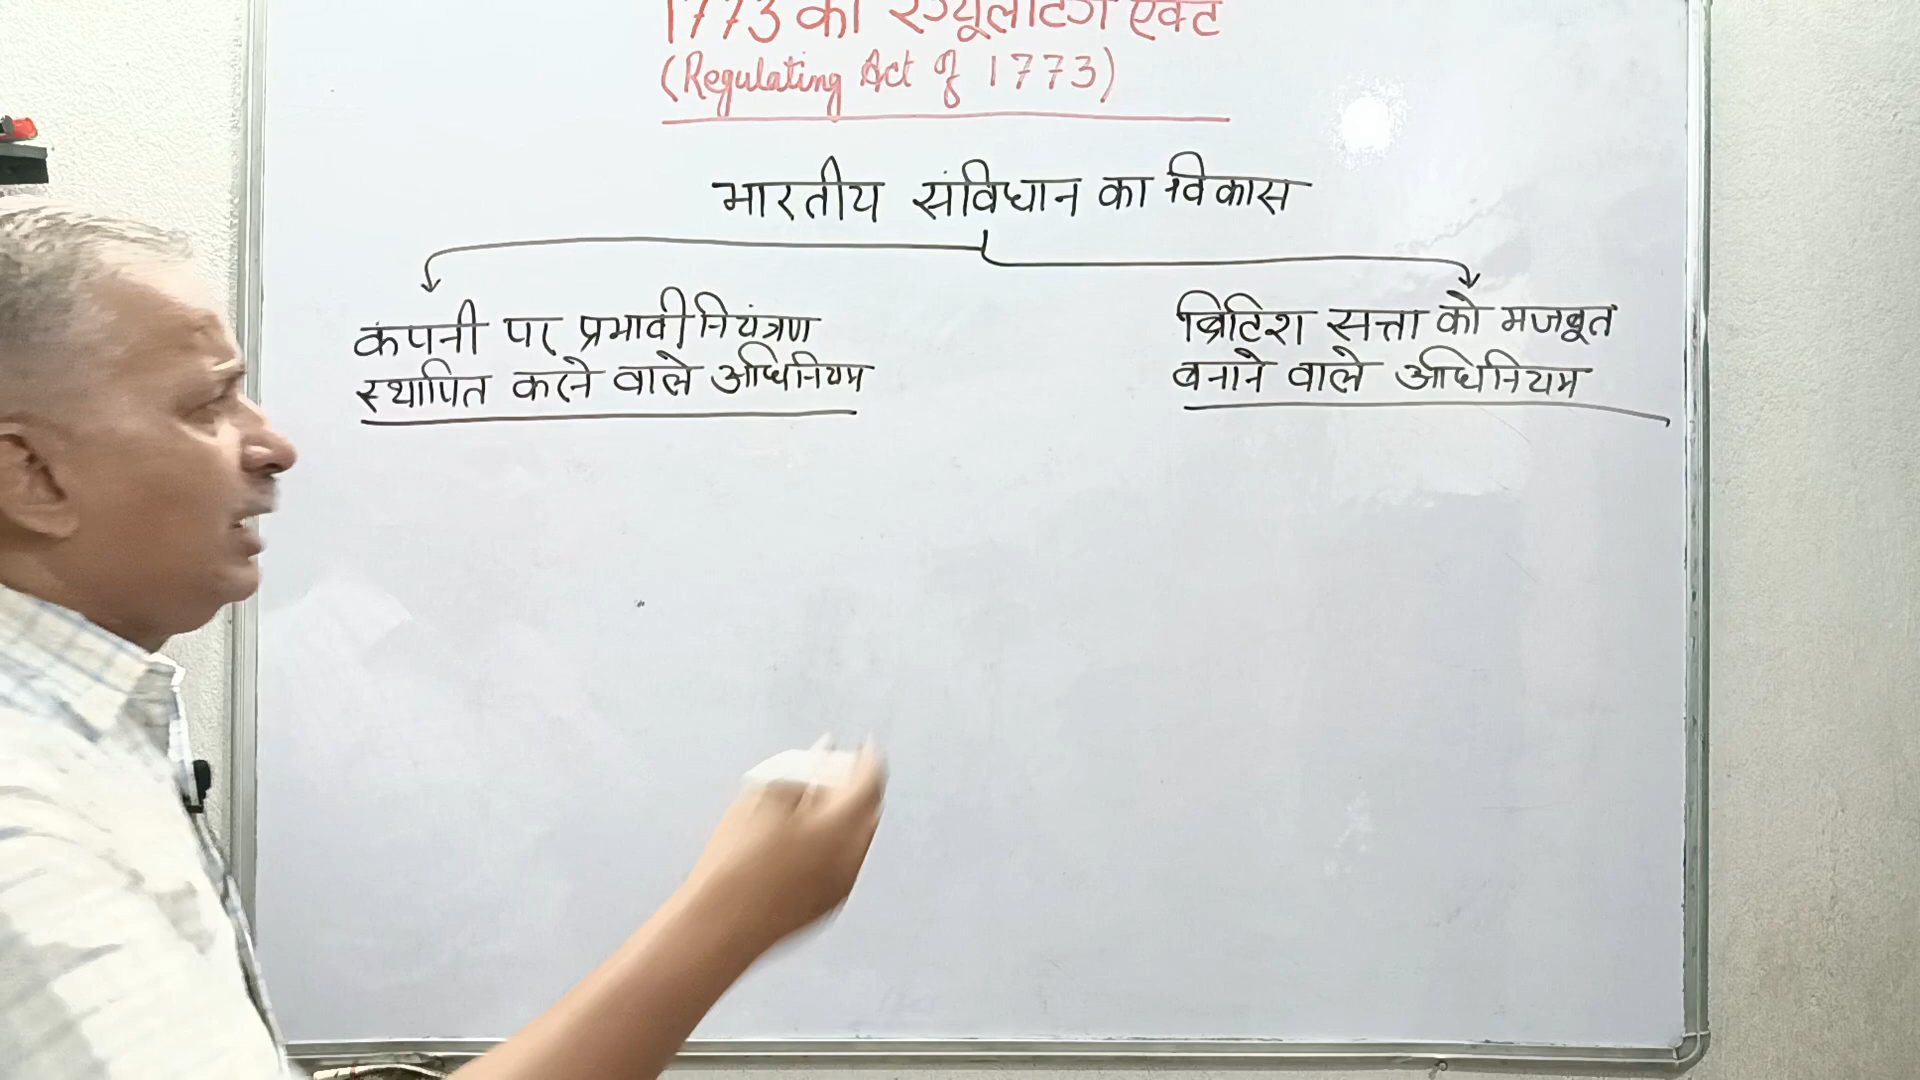 1773 का रेग्यूलेटिंग एक्ट
(Regulating Act of 1773)
भारतीय संविधान का विकास
कंपनी पर प्रभावी नियंत्रण
स्थापित करने वाले अधिनियम
ब्रिटिश सत्ता को मजबूत
बनाने वाले अधिनियम